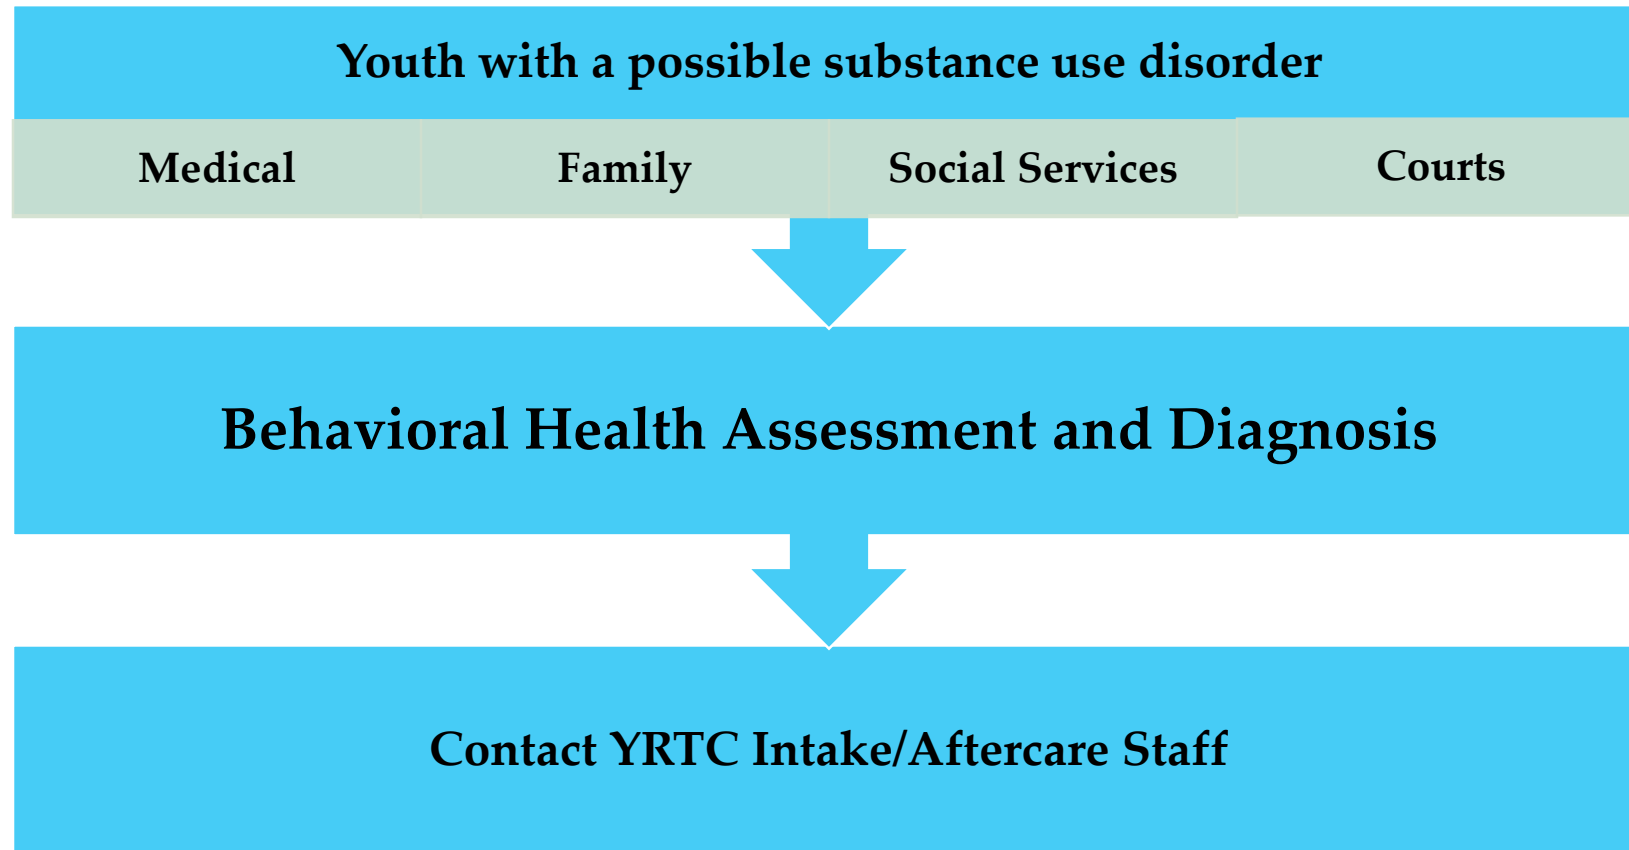 Youth with a possible substance use disorder
Medical
Family
Social Services
Courts
Behavioral Health Assessment and Diagnosis
Contact YRTC Intake/Aftercare Staff